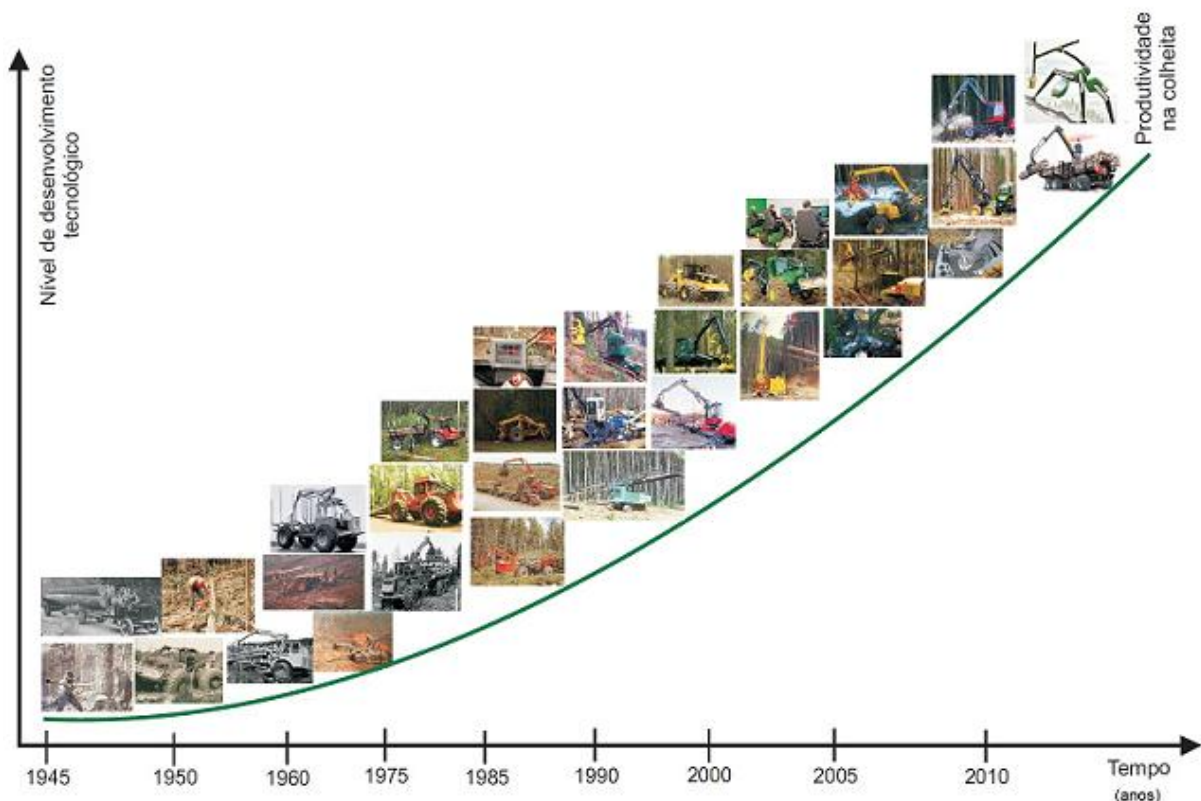 Nível de desenvolvimento
tecnológico
Produtividade
na colheita
1945
1950
1960
1975
1985
1990
2000
2005
2010
Tempo
(anos)